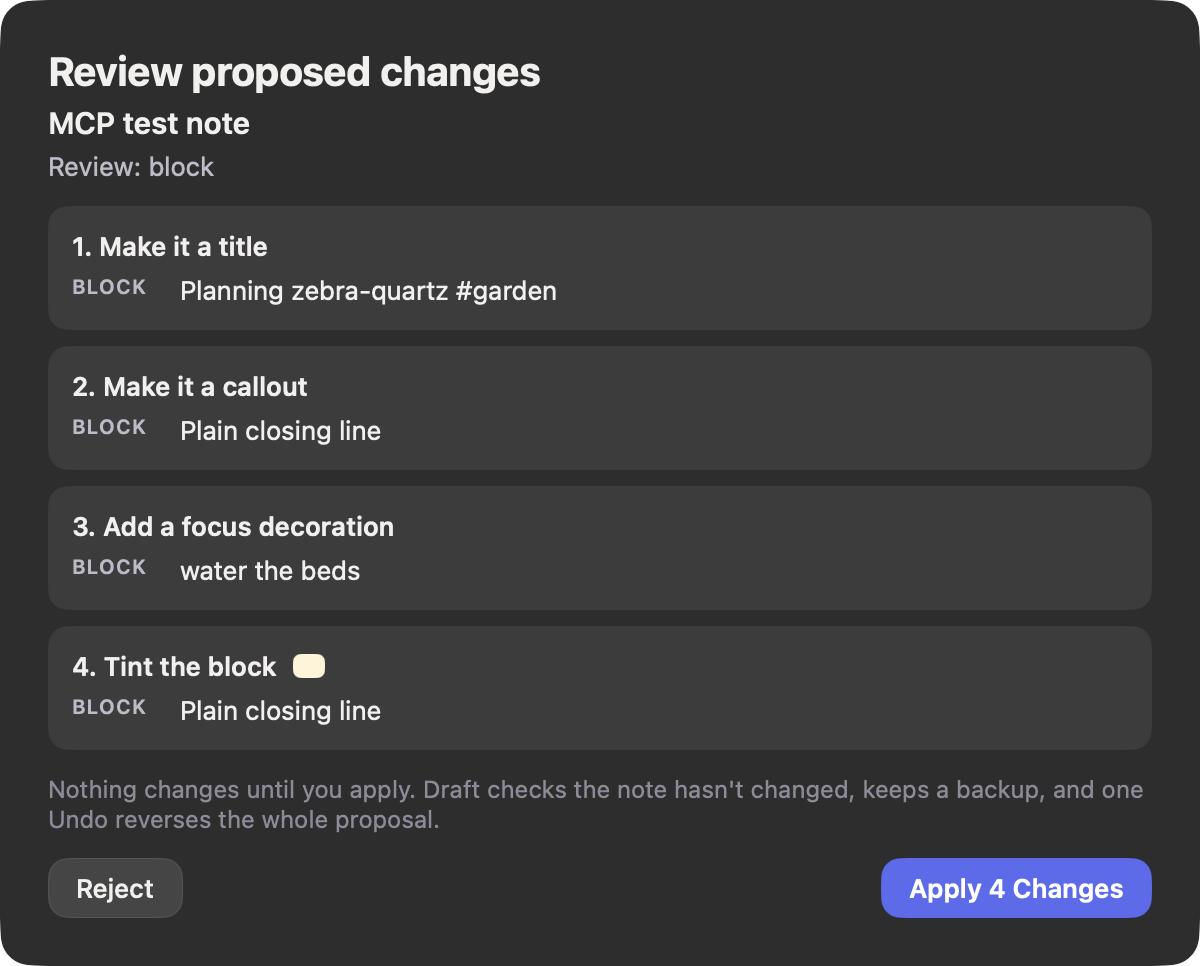 Review proposed changes
MCP test note
Review: block
1. Make it a title
BLOCK Planning zebra-quartz #garden
2. Make it a callout
BLOCK Plain closing line
3. Add a focus decoration
BLOCK water the beds
4. Tint the block
BLOCK Plain closing line
Nothing changes until you apply. Draft checks the note hasn't changed, keeps a backup, and one
Undo reverses the whole proposal.
Reject
Apply 4 Changes